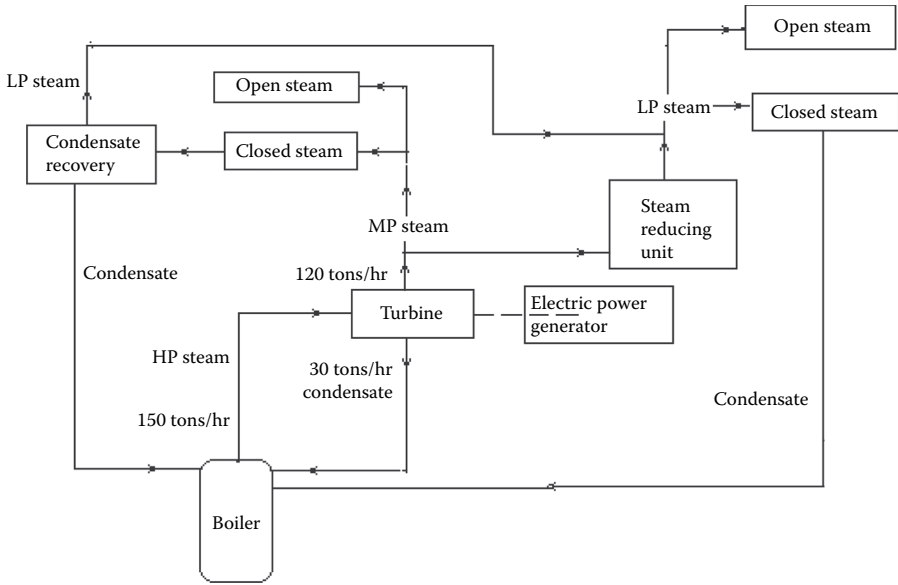 Open steam
LP steam
Open steam
LP steam
Closed steam
Condensate
recovery
Closed steam
Steam
reducing
unit
MP steam
Condensate
120 tons/hr
Turbine
Electric power
generator
HP steam
30 tons/hr
condensate
Condensate
150 tons/hr
Boiler